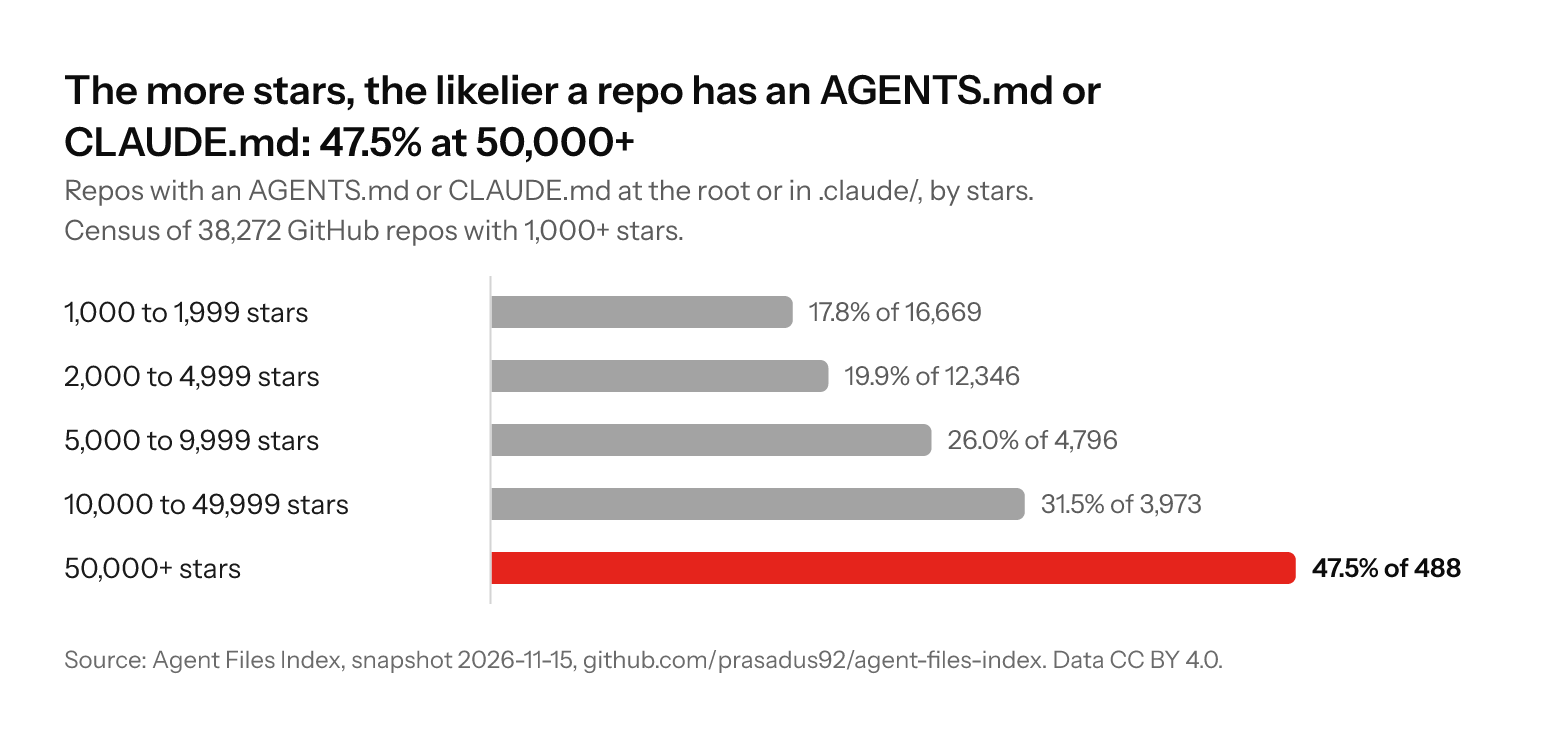 The more stars, the likelier a repo has an AGENTS.md or
CLAUDE.md: 47.5% at 50,000+
Repos with an AGENTS.md or CLAUDE.md at the root or in .claude/, by stars.
Census of 38,272 GitHub repos with 1,000+ stars.
1,000 to 1,999 stars 17.8% of 16,669
2,000 to 4,999 stars 19.9% of 12,346
5,000 to 9,999 stars 26.0% of 4,796
10,000 to 49,999 stars 31.5% of 3,973
50,000+ stars 47.5% of 488
Source: Agent Files Index, snapshot 2026-11-15, github.com/prasadus92/agent-files-index. Data CC BY 4.0.